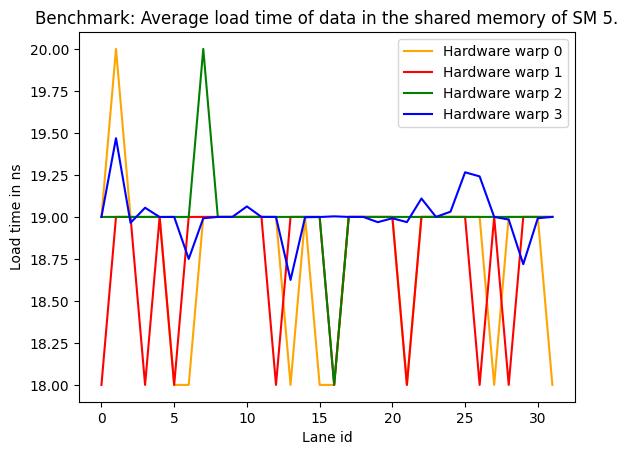 Benchmark: Average load time of data in the shared memory of SM 5.
Hardware warp 0
Hardware warp 1
Hardware warp 2
Hardware warp 3
Load time in ns
20.00
19.75
19.50
19.25
19.00
18.75
18.50
18.25
18.00
0 5 10 15 20 25 30
Lane id